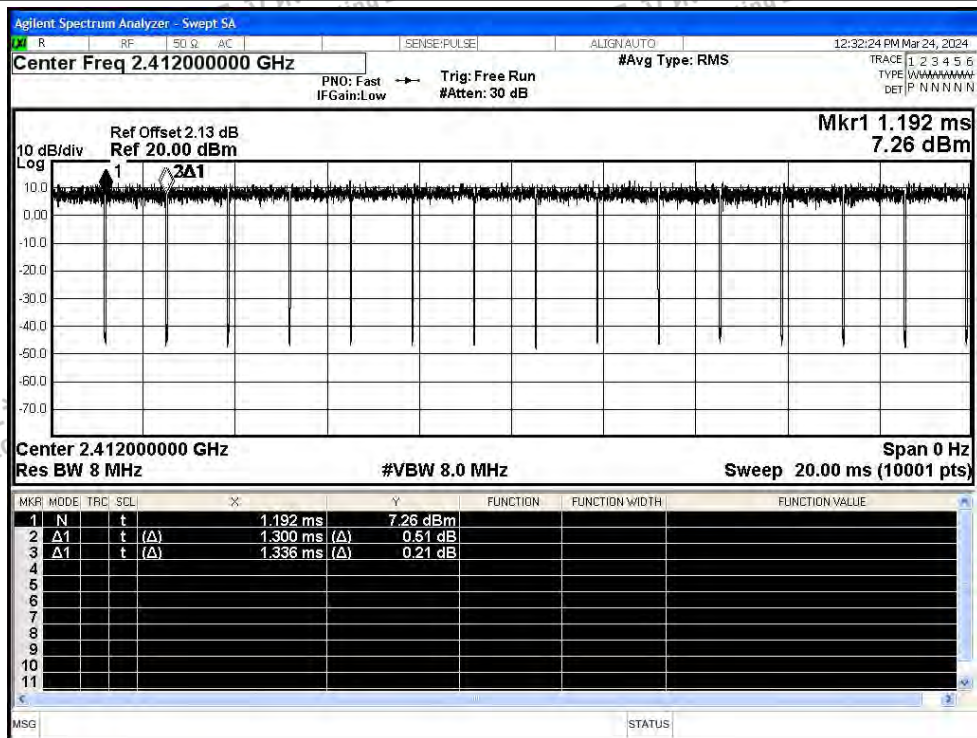 Agilent Spectrum Analyzer - Swept SA
R RF 50 Ω AC SENSE:PULSE ALIGN AUTO 12:32:24 PM Mar 24, 2024
Center Freq 2.412000000 GHz #Avg Type: RMS TRACE 1 2 3 4 5 6
PNO: Fast Trig: Free Run TYPE WWWWWW
IFGain:Low #Atten: 30 dB DET P N N N N N
Mkr1 1.192 ms
Ref Offset 2.13 dB
10 dB/div Ref 20.00 dBm 7.26 dBm
Log
1 2Δ1
10.0
0.00
-10.0
-20.0
-30.0
-40.0
-50.0
-60.0
-70.0
Center 2.412000000 GHz Span 0 Hz
Res BW 8 MHz #VBW 8.0 MHz Sweep 20.00 ms (10001 pts)
MKR MODE TRC SCL X Y FUNCTION FUNCTION WIDTH FUNCTION VALUE
1 N t 1.192 ms 7.26 dBm
2 Δ1 t (Δ) 1.300 ms (Δ) 0.51 dB
3 Δ1 t (Δ) 1.336 ms (Δ) 0.21 dB
4
5
6
7
8
9
10
11
MSG STATUS